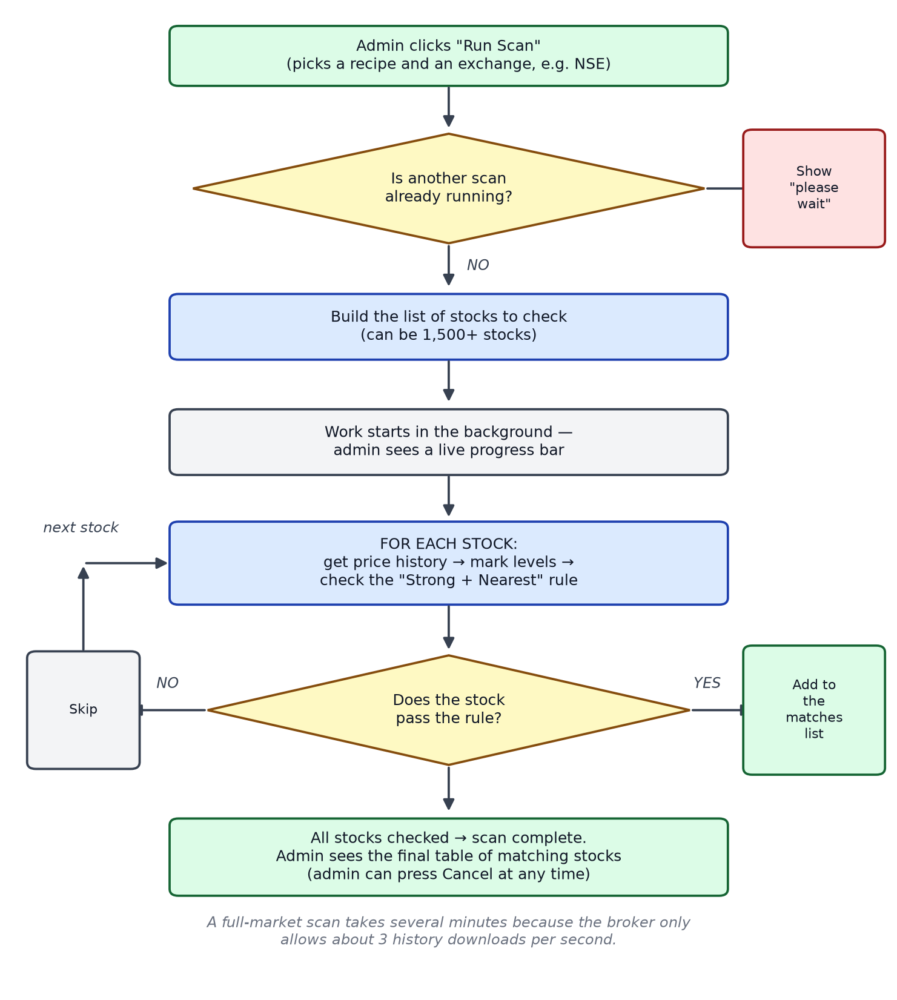 Admin clicks "Run Scan"
(picks a recipe and an exchange, e.g. NSE)
Is another scan
already running?
Show
"please
wait"
NO
Build the list of stocks to check
(can be 1,500+ stocks)
Work starts in the background —
admin sees a live progress bar
next stock
FOR EACH STOCK:
get price history → mark levels →
check the "Strong + Nearest" rule
NO
YES
Skip
Does the stock
pass the rule?
Add to
the
matches
list
All stocks checked → scan complete.
Admin sees the final table of matching stocks
(admin can press Cancel at any time)
A full-market scan takes several minutes because the broker only
allows about 3 history downloads per second.